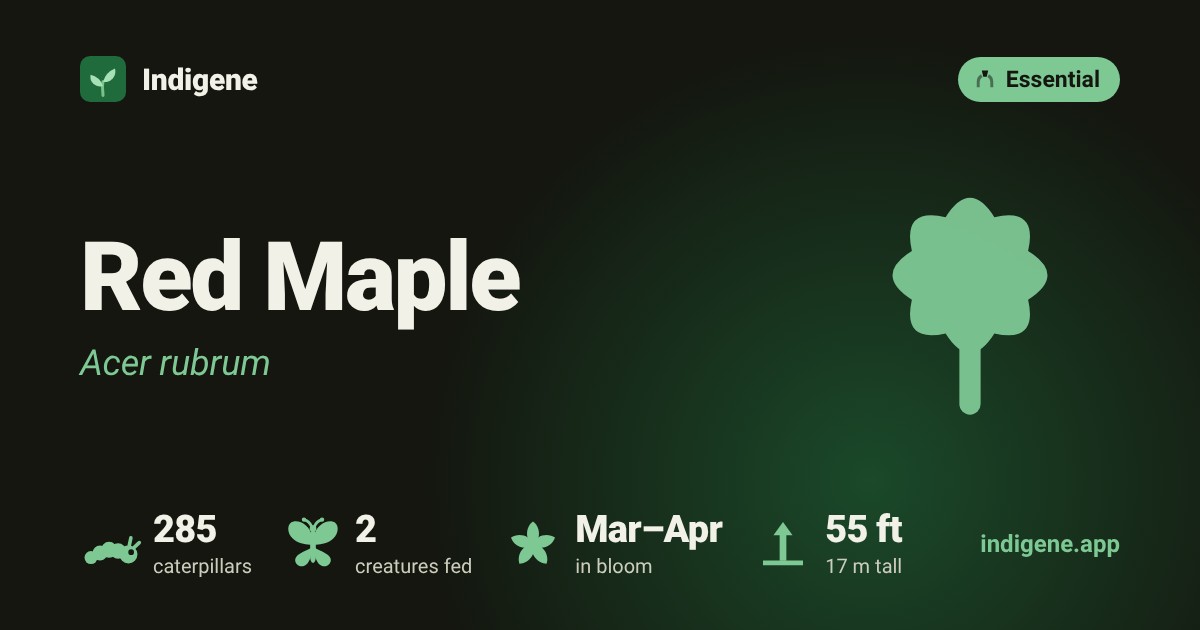 Indigene
Essential
Red Maple
Acer rubrum
285
caterpillars
2
creatures fed
Mar–Apr
in bloom
55 ft
17 m tall
indigene.app